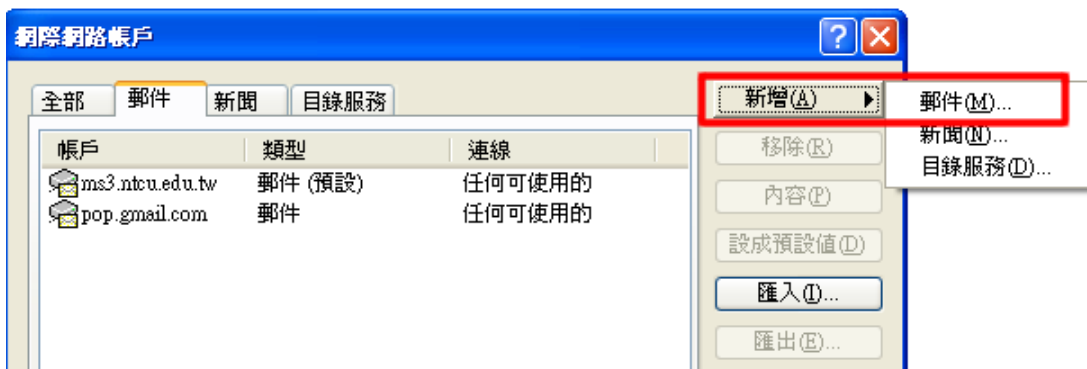 網際網路帳戶
全部 郵件 新聞 目錄服務
新增(A) 郵件(M)...
新聞(N)...
目錄服務(D)...
帳戶 類型 連線
ms3.ntcu.edu.tw 郵件 (預設) 任何可使用的
pop.gmail.com 郵件 任何可使用的
移除(R)
內容(P)
設成預設值(D)
匯入(I)...
匯出(E)...